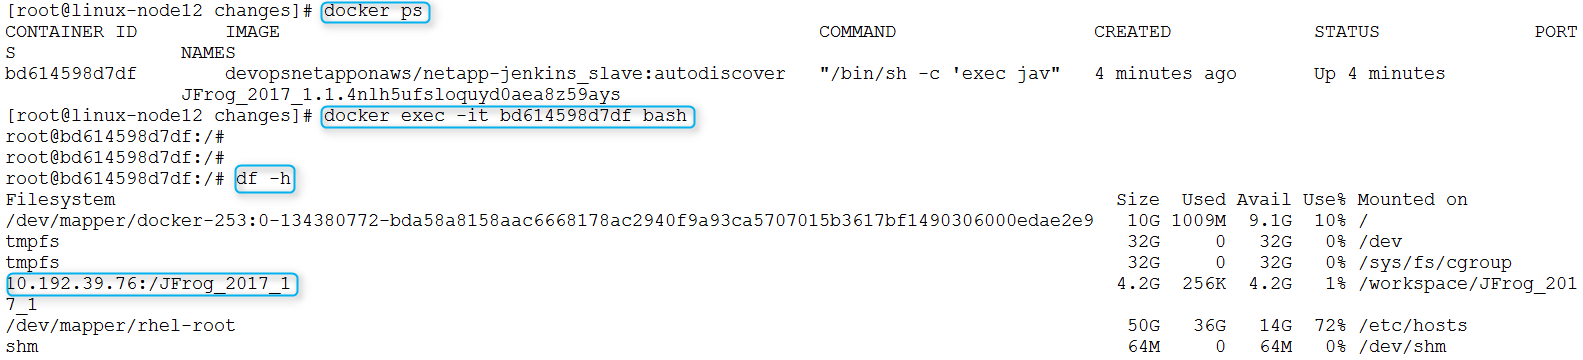 [root@linux-node12 changes]# docker ps
CONTAINER ID        IMAGE                                                COMMAND                  CREATED             STATUS              PORT
S               NAMES
bd614598d7df        devopsnetapponaws/netapp-jenkins_slave:autodiscover   "/bin/sh -c 'exec jav"   4 minutes ago       Up 4 minutes
                JFrog_2017_1.1.4nlh5ufsloquyd0aea8z59ays
[root@linux-node12 changes]# docker exec -it bd614598d7df bash
root@bd614598d7df:/#
root@bd614598d7df:/#
root@bd614598d7df:/# df -h
Filesystem                                                                                           Size  Used Avail Use% Mounted on
/dev/mapper/docker-253:0-134380772-bda58a8158aac6668178ac2940f9a93ca5707015b3617bf1490306000edae2e9   10G 1009M  9.1G  10% /
tmpfs                                                                                                 32G     0   32G   0% /dev
tmpfs                                                                                                 32G     0   32G   0% /sys/fs/cgroup
10.192.39.76:/JFrog_2017_1                                                                           4.2G  256K  4.2G   1% /workspace/JFrog_201
7_1
/dev/mapper/rhel-root                                                                                 50G   36G   14G  72% /etc/hosts
shm                                                                                                   64M     0   64M   0% /dev/shm